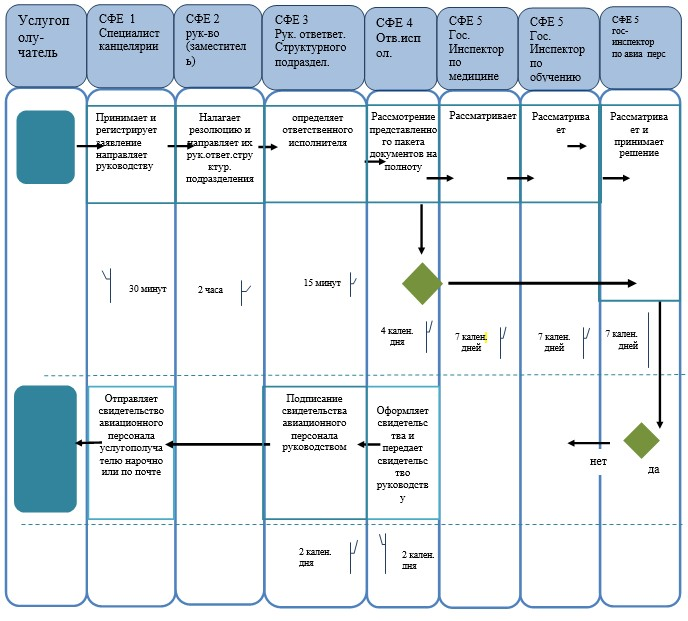 Услугоп
олу-
чатель
СФЕ 1
Специалист
канцелярии
СФЕ 2
рук-во
(заместител
ь)
СФЕ 3
Рук. ответвет.
Структурного
подраздел.
СФЕ 4
Отв.исп
ол.
СФЕ 5
Гос.
Инспектор
по
медицине
СФЕ 5
Гос.
Инспектор
по
обучению
СФЕ 5
гос-
инспектор
по авиа перс
Принимает и
регистрирует
заявление
направляет
руководству
Налагает
резолюцию и
направляет их
рук.ответ.стру
ктур.
подразделения
определяет
ответственного
исполнителя
Рассмотрение
представленно
го пакета
документов на
полноту
Рассматривает
Рассматрива
ет
Рассматрива
ет и
принимает
решение
30 минут
2 часа
15 минут
4 кален.
дня
7 кален.
дней
7 кален.
дней
7 кален.
дней
Отправляет
свидетельство
авиационного
персонала
услугополуча
телю нарочно
или по почте
Подписание
свидетельства
авиационного
персонала
руководством
Оформляет
свидетельс
тва и
передает
свидетельс
тво
руководств
у
нет
да
2 кален.
дня
2 кален.
дня